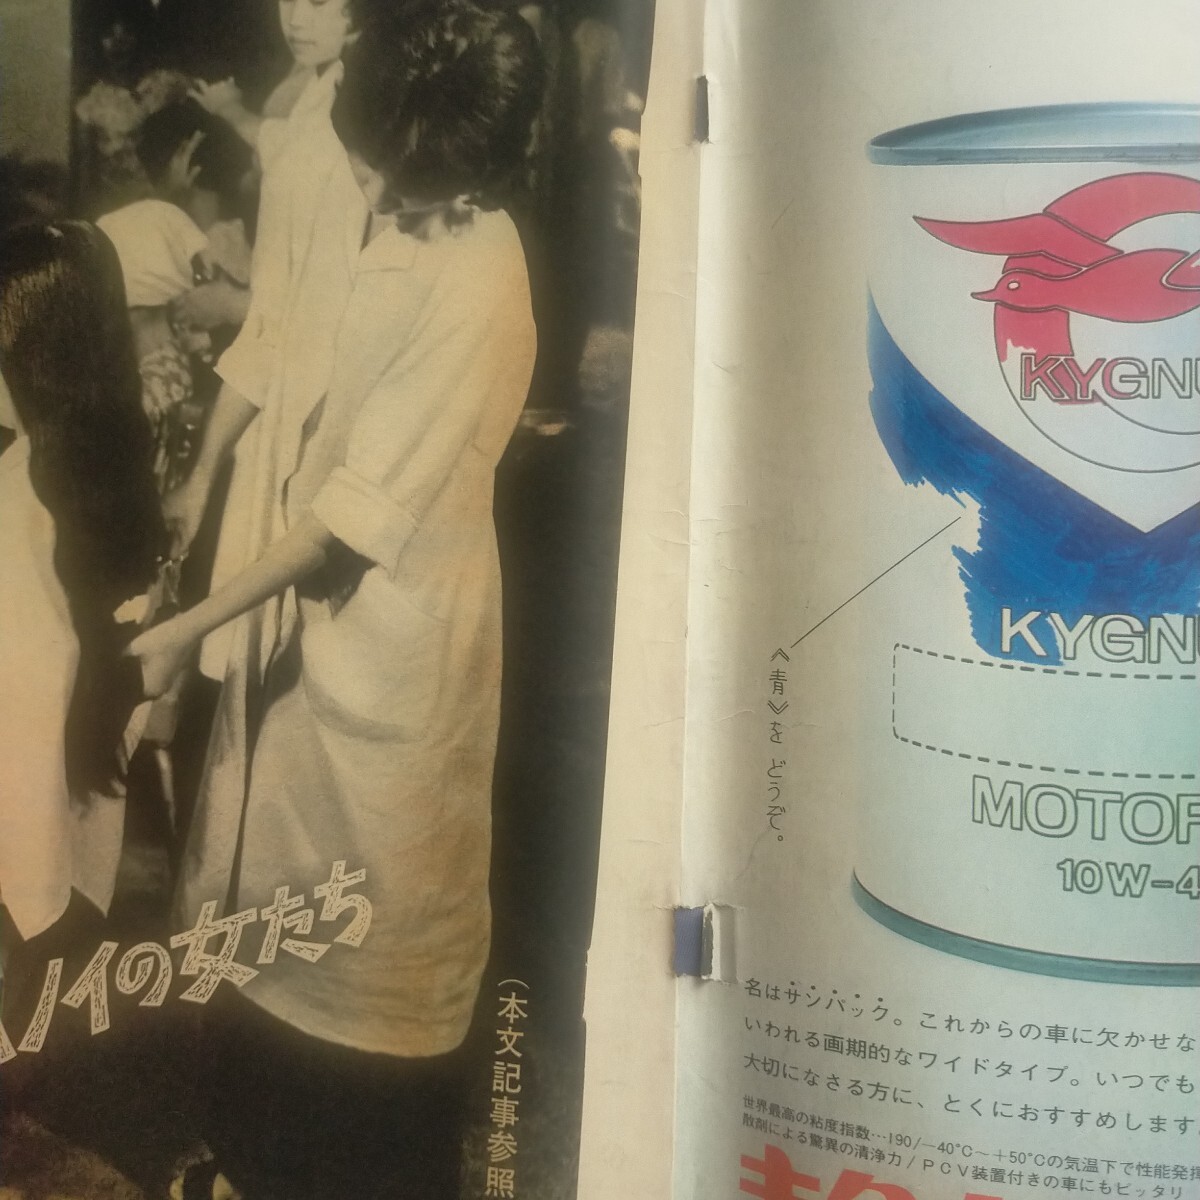 ハノイの女たち
(本文記事参照
KYGNU
KYGNU
MOTOR
10W-4
《青》を どうぞ。
名はサンパック。これからの車に欠かせな
いわれる画期的なワイドタイプ。いつでも
大切になさる方に、とくにおすすめします。
世界最高の粘度指数…190/-40°C~+50°Cの気温下で性能発揮
散剤による驚異の清浄力/PCV装置付きの車にもピッタリ